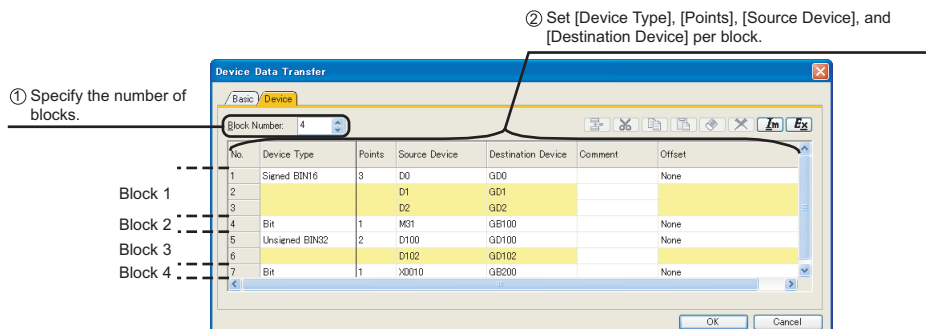 ② Set [Device Type], [Points], [Source Device], and
[Destination Device] per block.
① Specify the number of
blocks.
Device Data Transfer
Basic Device
Block Number: 4
Im Ex
No. Device Type Points Source Device Destination Device Comment Offset
1 Signed BIN16 3 D0 GD0 None
2 D1 GD1
3 D2 GD2
4 Bit 1 M31 GB100 None
5 Unsigned BIN32 2 D100 GD100 None
6 D102 GD102
7 Bit 1 X0010 GB200 None
Block 1
Block 2
Block 3
Block 4
OK Cancel